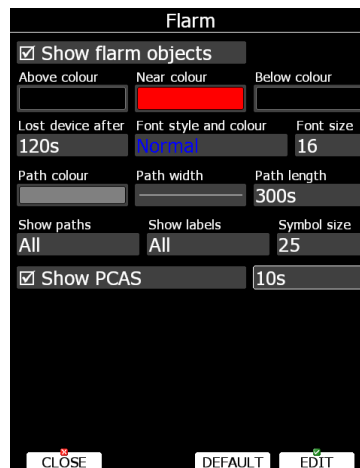 Flarm
Show flarm objects
Above colour Near colour Below colour
Lost device after Font style and colour Font size
120s Normal 16
Path colour Path width Path length
300s
Show paths Show labels Symbol size
All All 25
Show PCAS 10s
CLOSE DEFAULT EDIT